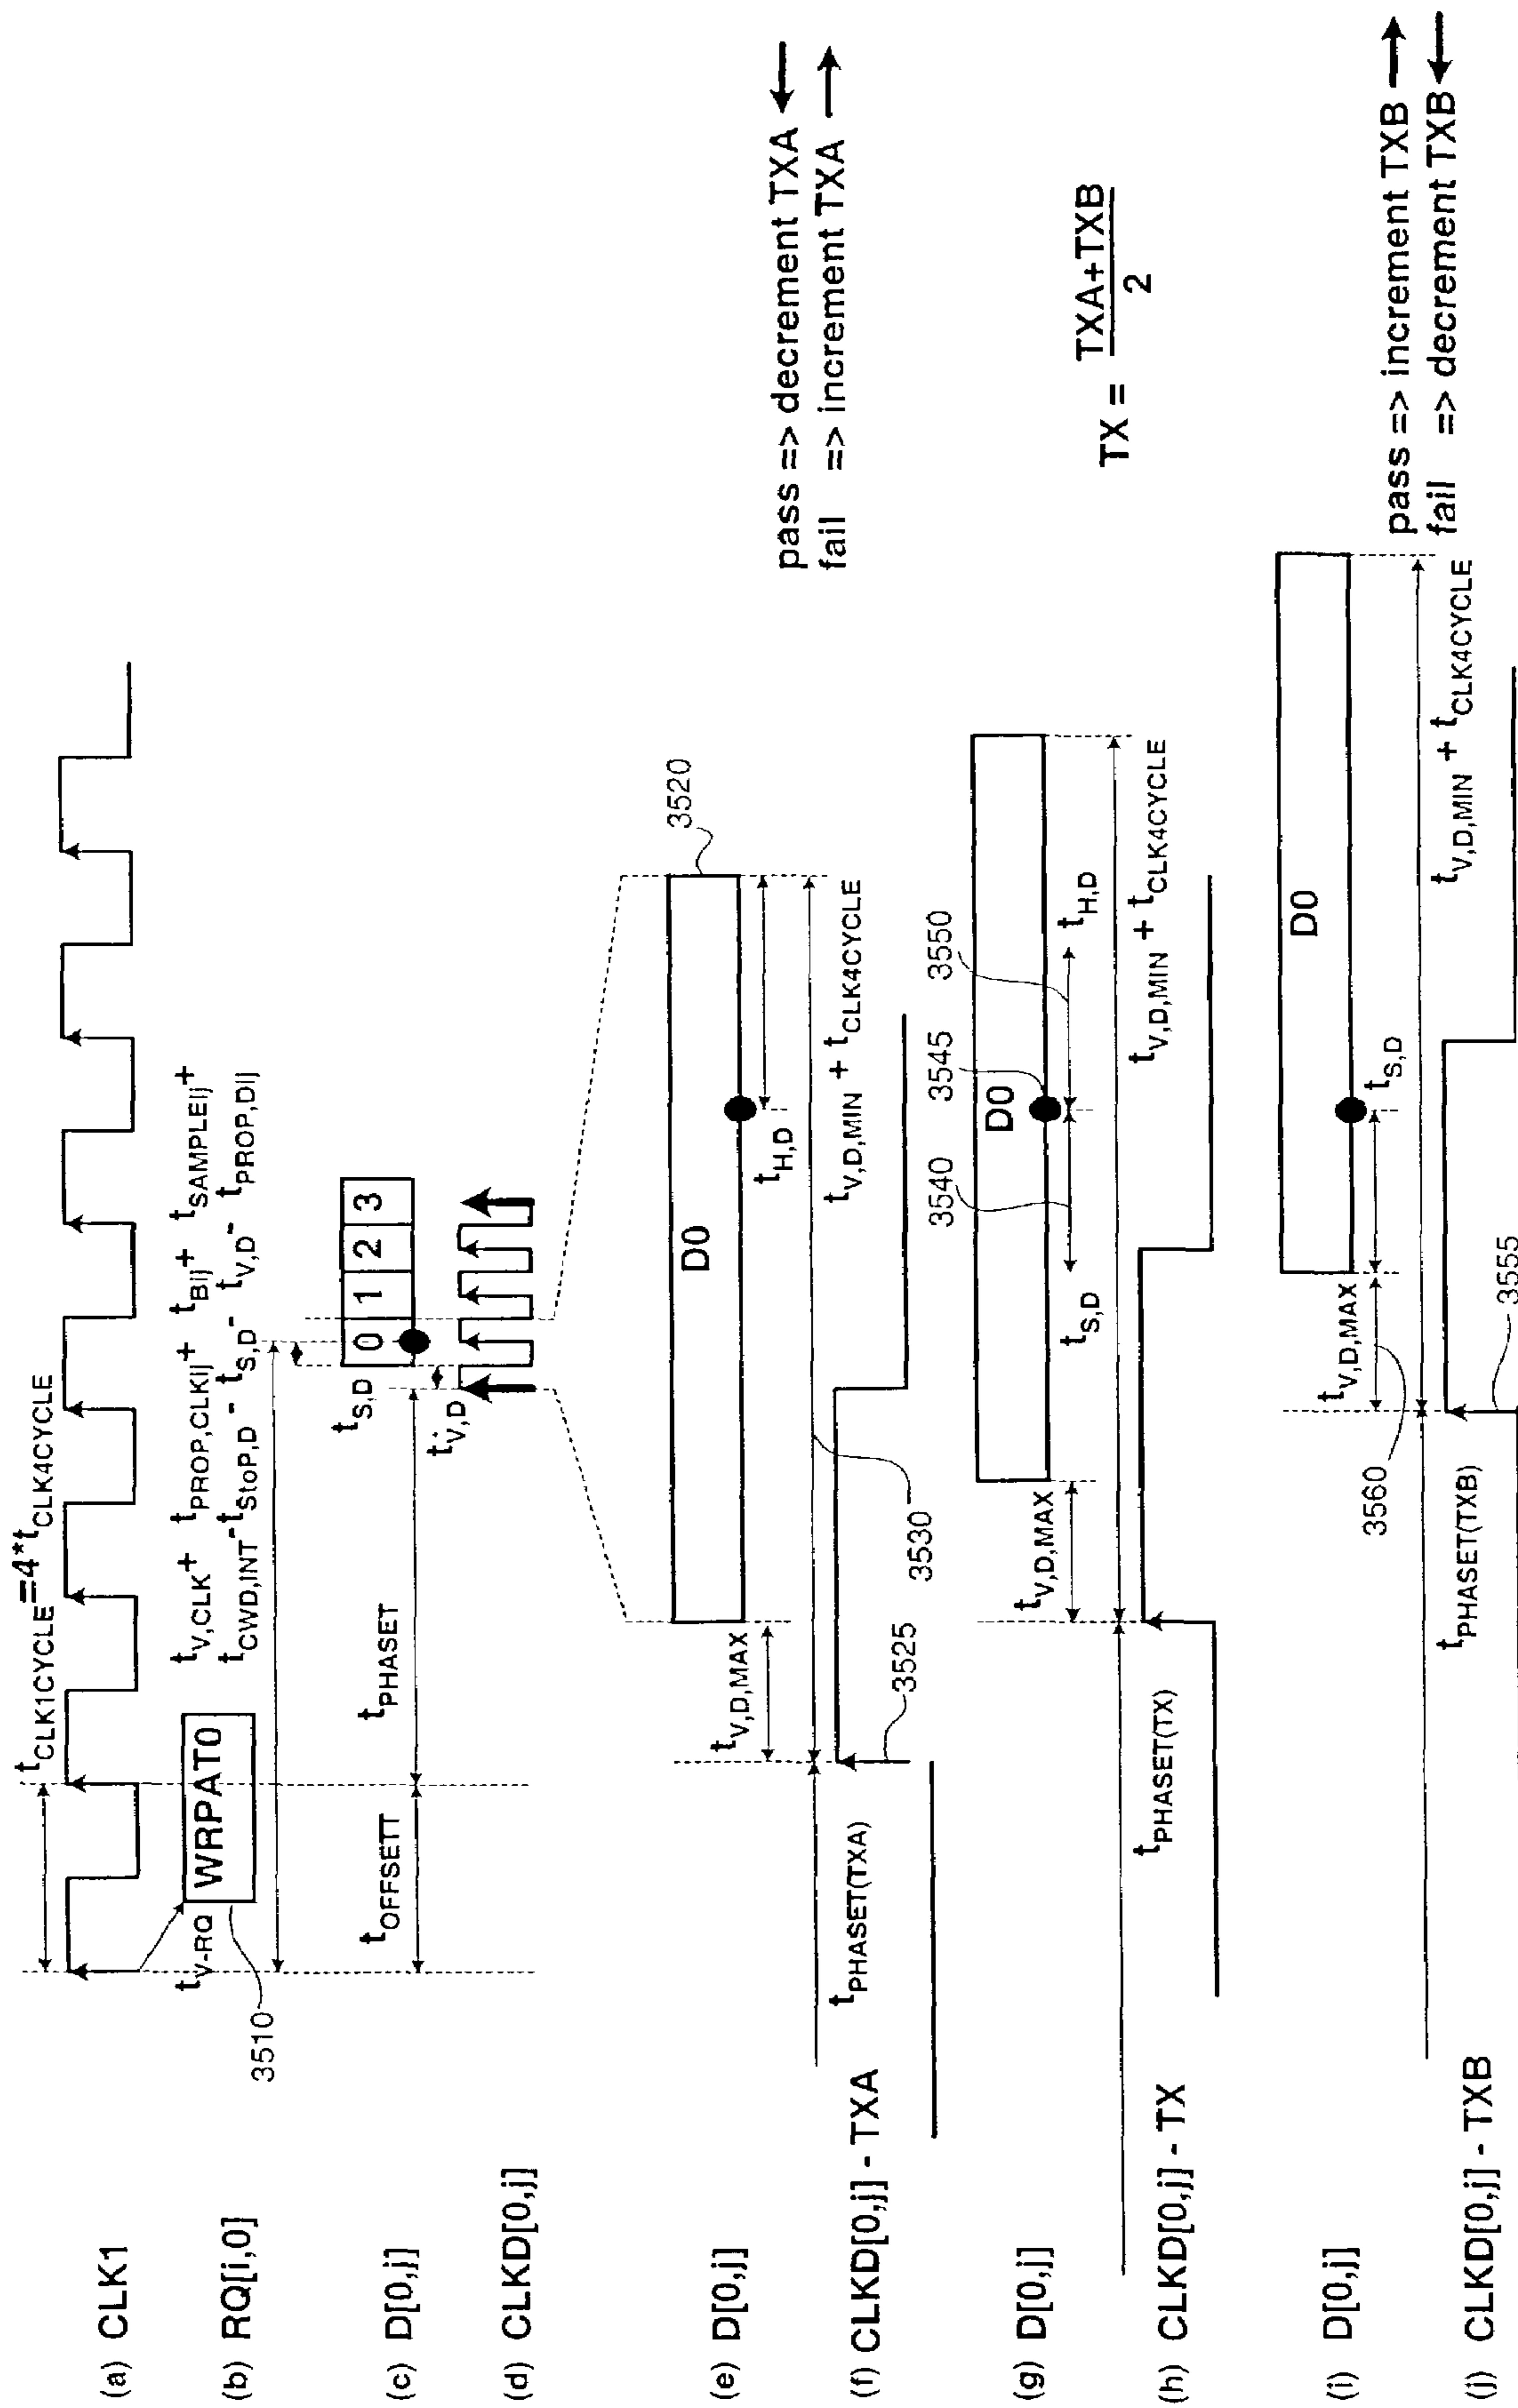 (a) CLK1
tCLK1CYCLE=4*tCLK4CYCLE
(b) RQ[i,0]
tV-RQ
WRPAT0
3510
tV,CLK+ tPROP,CLKij+ tBij+ tSAMPLEij+
tCWD,INT-tStoP,D- tS,D- tV,D- tPROP,Dij
(c) D[0,j]
tOFFSETT
tPHASET
tS,D
tV,D
0 1 2 3
(d) CLKD[0,j]
(e) D[0,j]
D0
3520
tV,D,MAX
tH,D
pass => decrement TXA
fail => increment TXA
(f) CLKD[0,j] - TXA
tPHASET(TXA)
3525
3530
tV,D,MIN + tCLK4CYCLE
(g) D[0,j]
D0
tV,D,MAX
tS,D
3540
3545
3550
tH,D
TX = TXA+TXB
2
(h) CLKD[0,j] - TX
tPHASET(TX)
tV,D,MIN + tCLK4CYCLE
(i) D[0,j]
D0
tV,D,MAX
3560
tS,D
pass => increment TXB
fail => decrement TXB
(j) CLKD[0,j] - TXB
tPHASET(TXB)
3555
tV,D,MIN + tCLK4CYCLE